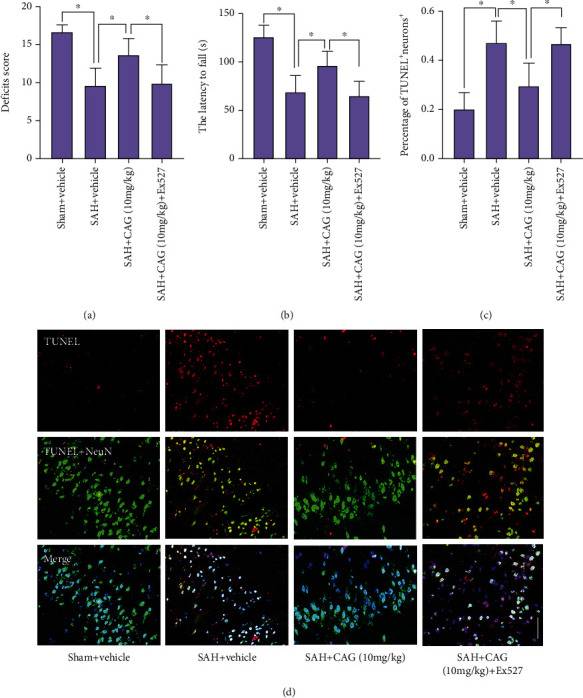 Deficits score
20
15
10
5
0
*
*
*
Sham+vehicle
SAH+vehicle
SAH+CAG (10mg/kg)
SAH+CAG (10mg/kg)+Ex527
(a)
The latency to fall (s)
150
100
50
0
*
*
*
Sham+vehicle
SAH+vehicle
SAH+CAG (10mg/kg)
SAH+CAG (10mg/kg)+Ex527
(b)
Percentage of TUNEL⁺neurons⁺
0.6
0.4
0.2
0.0
*
*
*
Sham+vehicle
SAH+vehicle
SAH+CAG (10mg/kg)
SAH+CAG (10mg/kg)+Ex527
(c)
TUNEL
TUNEL+NeuN
Merge
Sham+vehicle
SAH+vehicle
SAH+CAG (10mg/kg)
SAH+CAG
(10mg/kg)+Ex527
(d)